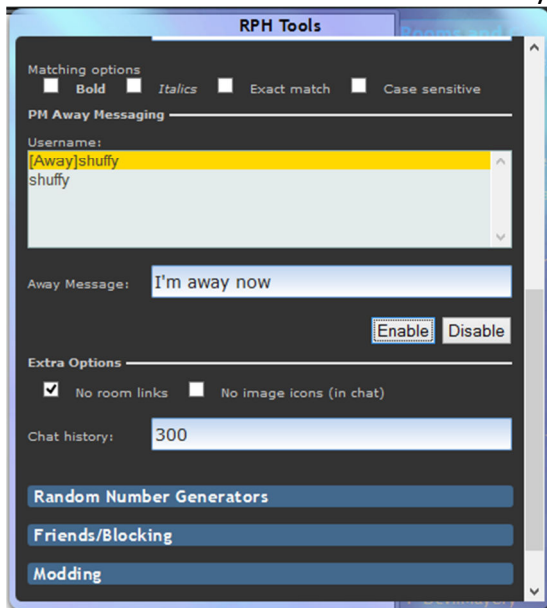 RPH Tools
Rooms and
Matching options
Bold Italics Exact match Case sensitive
PM Away Messaging
Username:
[Away]shuffy
shuffy
Away Message: I'm away now
Enable Disable
Extra Options
No room links No image icons (in chat)
Chat history: 300
Random Number Generators
Friends/Blocking
Modding